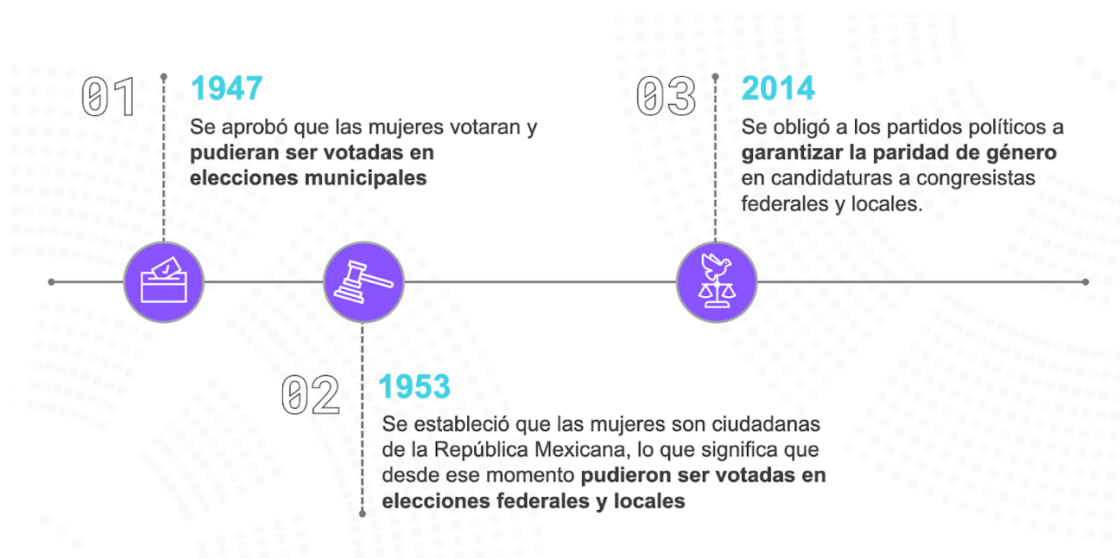 01
1947
Se aprobó que las mujeres votaran y
pudieran ser votadas en
elecciones municipales
02
1953
Se estableció que las mujeres son ciudadanas
de la República Mexicana, lo que significa que
desde ese momento pudieron ser votadas en
elecciones federales y locales
03
2014
Se obligó a los partidos políticos a
garantizar la paridad de género
en candidaturas a congresistas
federales y locales.